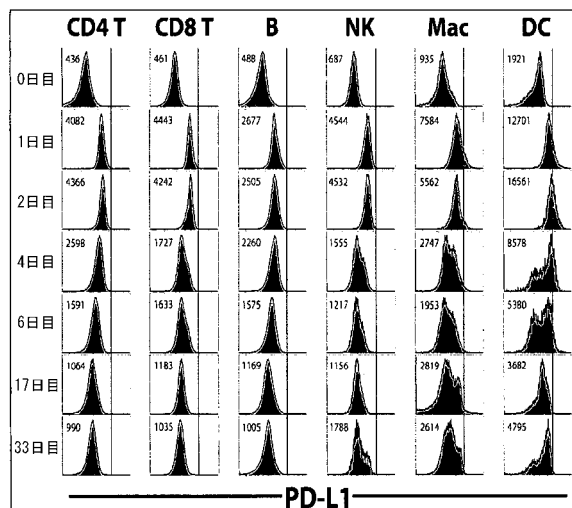 CD4 T CD8 T B NK Mac DC
0日目 436 461 488 687 935 1921
1日目 4082 4443 2677 4544 7584 12701
2日目 4366 4242 2505 4532 5562 16561
4日目 2598 1727 2260 1555 2747 8578
6日目 1591 1633 1575 1217 1953 5380
17日目 1064 1183 1169 1156 2819 3682
33日目 990 1035 1005 1788 2614 4795
PD-L1